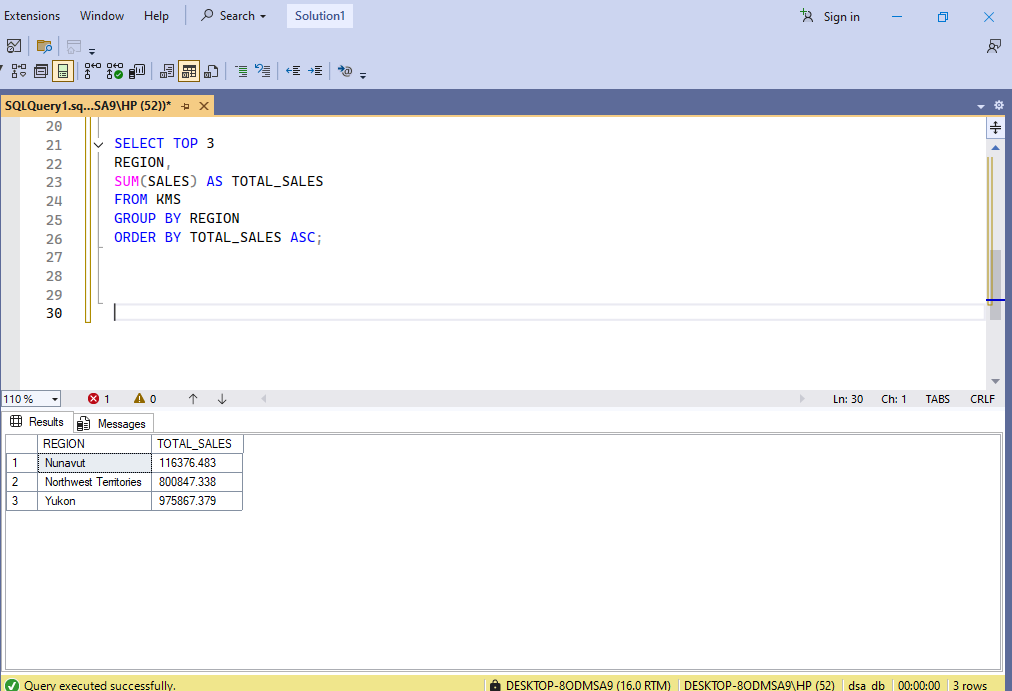 Extensions Window Help Search Solution1 Sign in
SQLQuery1.sq...SA9\HP (52))*
20
21 SELECT TOP 3
22 REGION,
23 SUM(SALES) AS TOTAL_SALES
24 FROM KMS
25 GROUP BY REGION
26 ORDER BY TOTAL_SALES ASC;
27
28
29
30
110 % 1 0 Ln: 30 Ch: 1 TABS CRLF
Results Messages
REGION TOTAL_SALES
1 Nunavut 116376.483
2 Northwest Territories 800847.338
3 Yukon 975867.379
Query executed successfully. DESKTOP-8ODMSA9 (16.0 RTM) DESKTOP-8ODMSA9\HP (52) dsa_db 00:00:00 3 rows